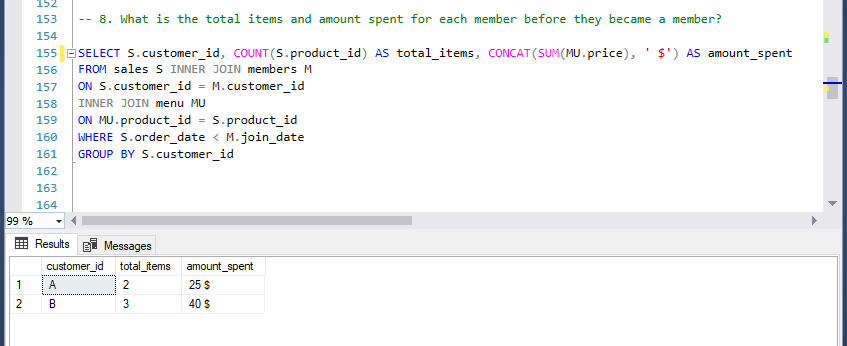 152
153 -- 8. What is the total items and amount spent for each member before they became a member?
154
155 SELECT S.customer_id, COUNT(S.product_id) AS total_items, CONCAT(SUM(MU.price), ' $') AS amount_spent
156 FROM sales S INNER JOIN members M
157 ON S.customer_id = M.customer_id
158 INNER JOIN menu MU
159 ON MU.product_id = S.product_id
160 WHERE S.order_date < M.join_date
161 GROUP BY S.customer_id
162
163
164
99 %
Results Messages
customer_id total_items amount_spent
1 A 2 25 $
2 B 3 40 $